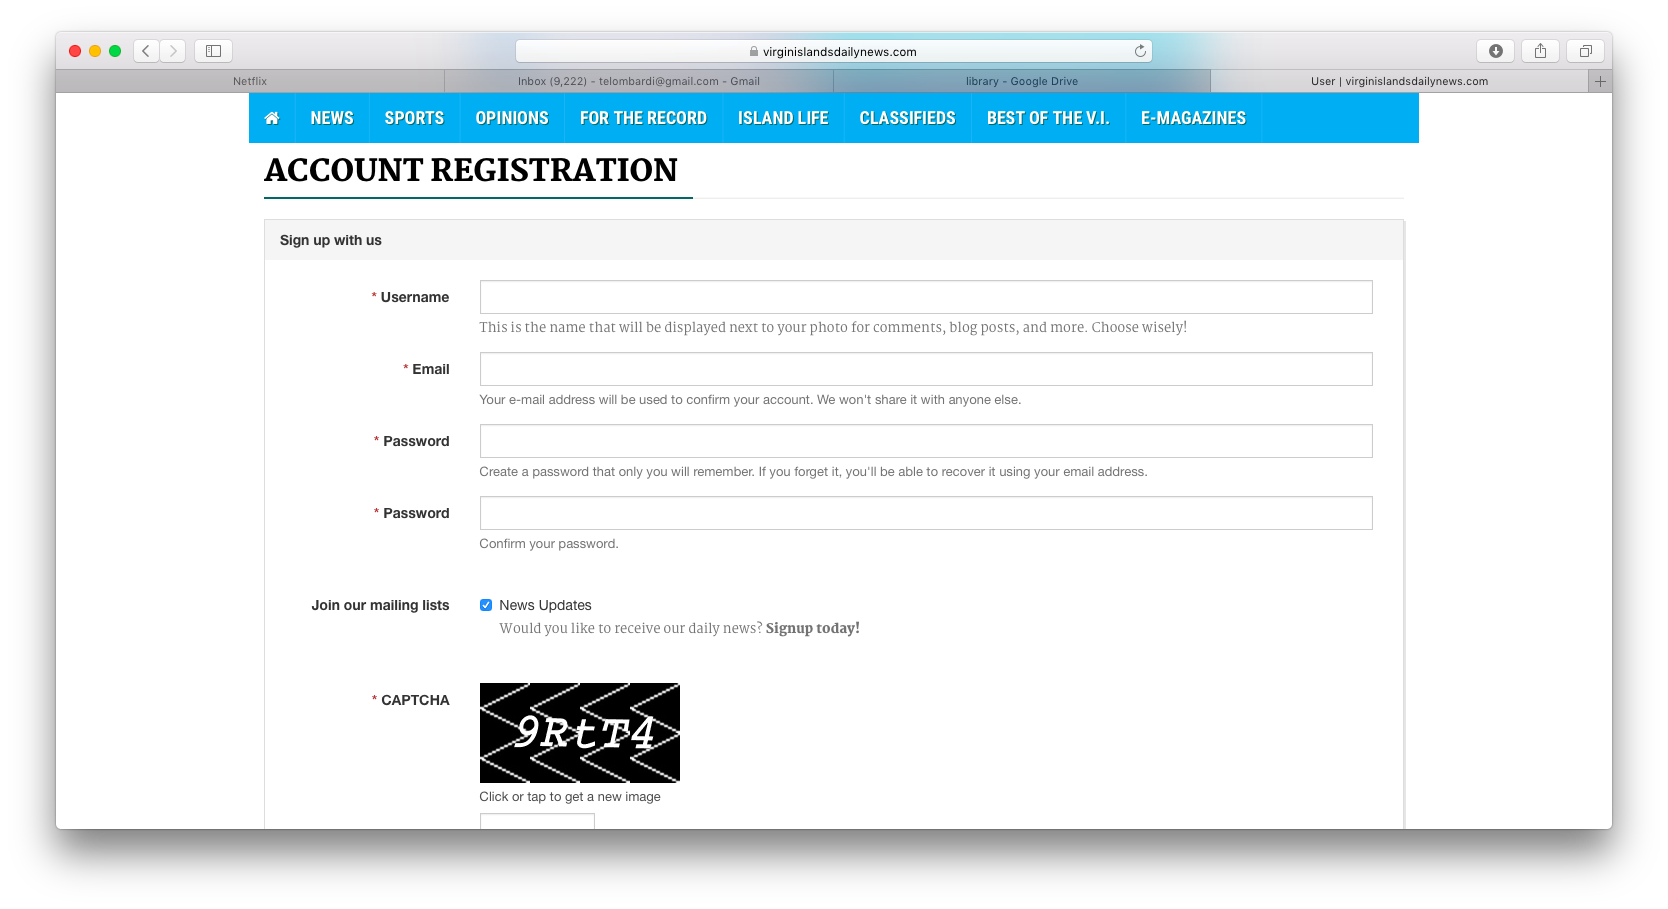 virginislandsdailynews.com
Netflix
Inbox (9,222) - telombardi@gmail.com - Gmail
library - Google Drive
User | virginislandsdailynews.com
NEWS SPORTS OPINIONS FOR THE RECORD ISLAND LIFE CLASSIFIEDS BEST OF THE V.I. E-MAGAZINES
ACCOUNT REGISTRATION
Sign up with us
* Username
This is the name that will be displayed next to your photo for comments, blog posts, and more. Choose wisely!
* Email
Your e-mail address will be used to confirm your account. We won't share it with anyone else.
* Password
Create a password that only you will remember. If you forget it, you'll be able to recover it using your email address.
* Password
Confirm your password.
Join our mailing lists
News Updates
Would you like to receive our daily news? Signup today!
* CAPTCHA
9RtT4
Click or tap to get a new image